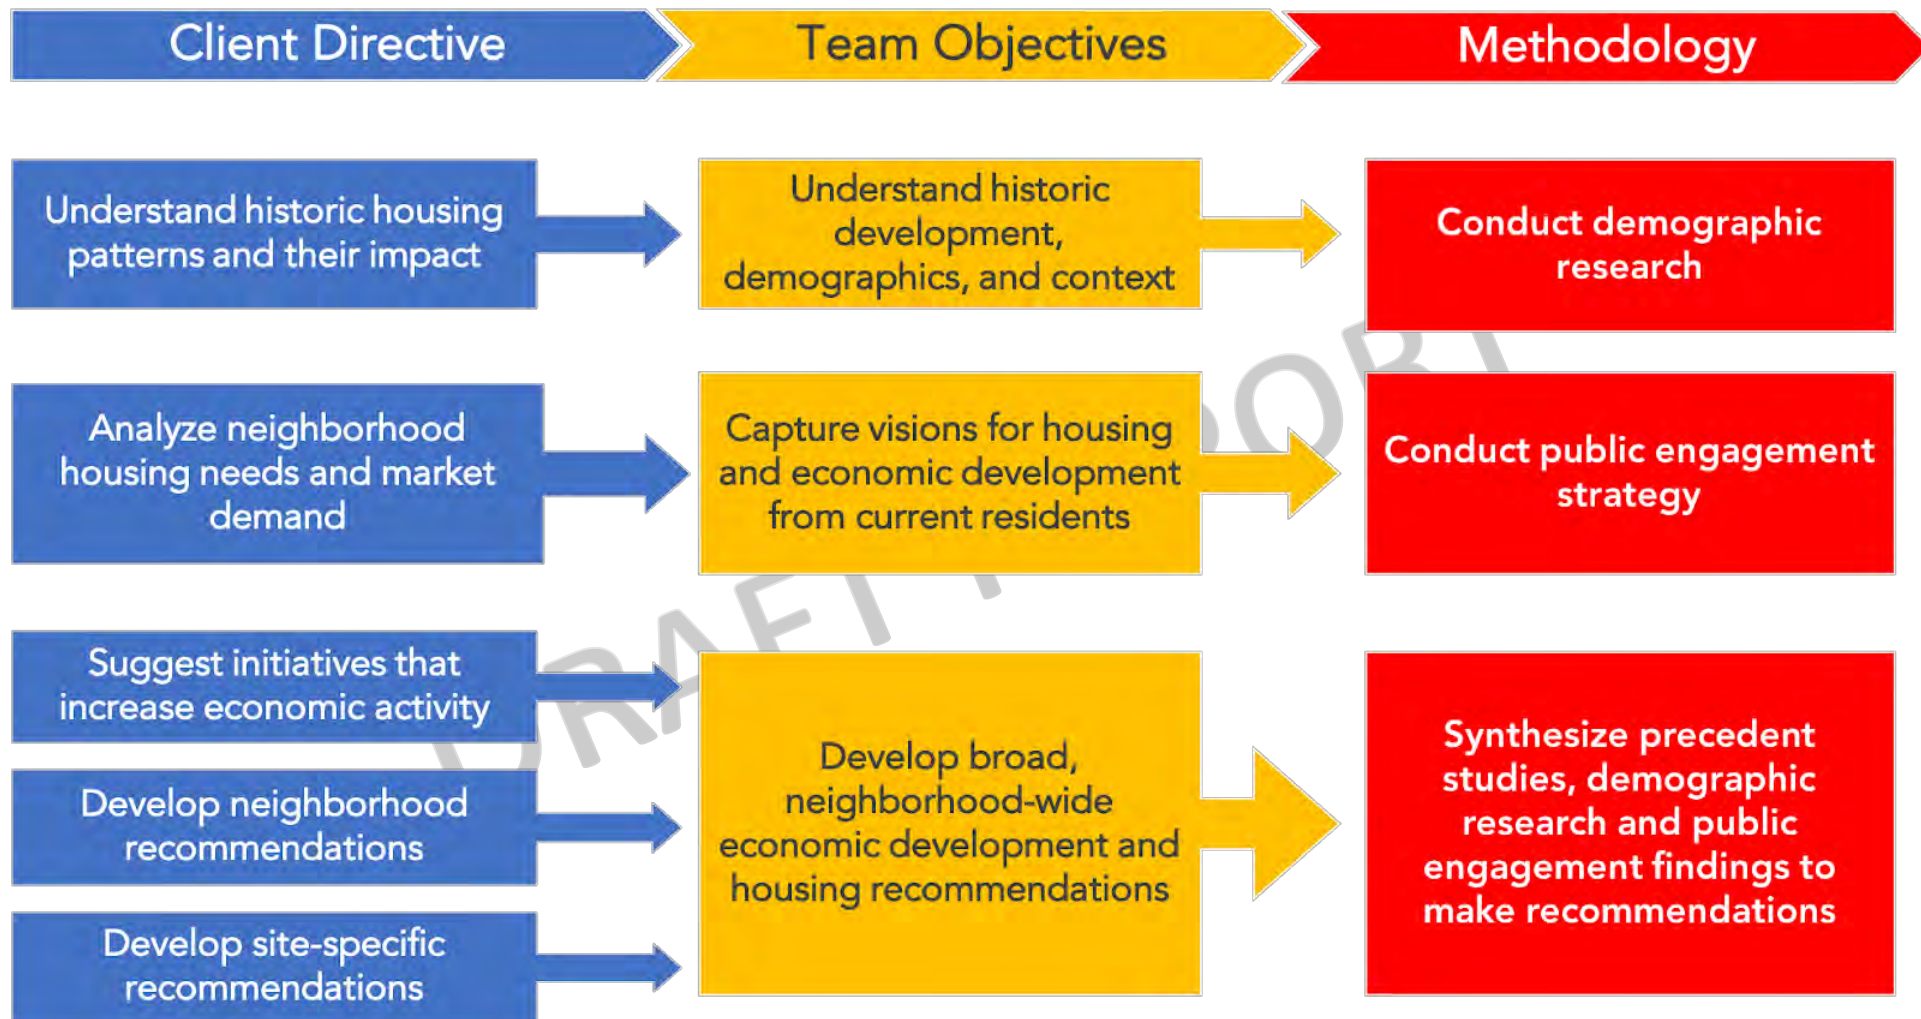 Client Directive
Team Objectives
Methodology
Understand historic housing
patterns and their impact
Understand historic
development,
demographics, and context
Conduct demographic
research
Analyze neighborhood
housing needs and market
demand
Capture visions for housing
and economic development
from current residents
Conduct public engagement
strategy
Suggest initiatives that
increase economic activity
Develop neighborhood
recommendations
Develop site-specific
recommendations
Develop broad,
neighborhood-wide
economic development and
housing recommendations
Synthesize precedent
studies, demographic
research and public
engagement findings to
make recommendations
DRAFT REPORT